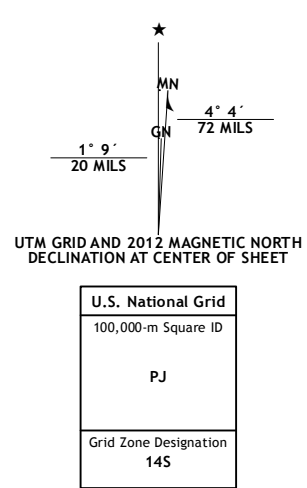 ★
MN
4° 4´
72 MILS
GN
1° 9´
20 MILS
UTM GRID AND 2012 MAGNETIC NORTH
DECLINATION AT CENTER OF SHEET
U.S. National Grid
100,000-m Square ID
PJ
Grid Zone Designation
14S